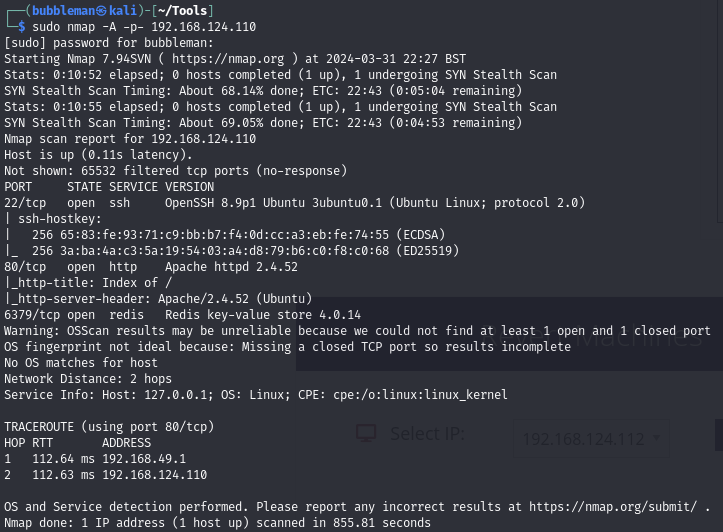 ┌──(bubbleman㉿kali)-[~/Tools]
└─$ sudo nmap -A -p- 192.168.124.110
[sudo] password for bubbleman:
Starting Nmap 7.94SVN ( https://nmap.org ) at 2024-03-31 22:27 BST
Stats: 0:10:52 elapsed; 0 hosts completed (1 up), 1 undergoing SYN Stealth Scan
SYN Stealth Scan Timing: About 68.14% done; ETC: 22:43 (0:05:04 remaining)
Stats: 0:10:55 elapsed; 0 hosts completed (1 up), 1 undergoing SYN Stealth Scan
SYN Stealth Scan Timing: About 69.05% done; ETC: 22:43 (0:04:53 remaining)
Nmap scan report for 192.168.124.110
Host is up (0.11s latency).
Not shown: 65532 filtered tcp ports (no-response)
PORT     STATE SERVICE VERSION
22/tcp   open  ssh     OpenSSH 8.9p1 Ubuntu 3ubuntu0.1 (Ubuntu Linux; protocol 2.0)
| ssh-hostkey:
|   256 65:83:fe:93:71:c9:bb:b7:f4:0d:cc:a3:eb:fe:74:55 (ECDSA)
|_  256 3a:ba:4a:c3:5a:19:54:03:a4:d8:79:b6:c0:f8:c0:68 (ED25519)
80/tcp   open  http    Apache httpd 2.4.52
|_http-title: Index of /
|_http-server-header: Apache/2.4.52 (Ubuntu)
6379/tcp open  redis   Redis key-value store 4.0.14
Warning: OSScan results may be unreliable because we could not find at least 1 open and 1 closed port
OS fingerprint not ideal because: Missing a closed TCP port so results incomplete
Machines
No OS matches for host
Network Distance: 2 hops
Service Info: Host: 127.0.0.1; OS: Linux; CPE: cpe:/o:linux:linux_kernel
TRACEROUTE (using port 80/tcp)
Select IP: 192.168.124.112
HOP RTT       ADDRESS
1   112.64 ms 192.168.49.1
2   112.63 ms 192.168.124.110
OS and Service detection performed. Please report any incorrect results at https://nmap.org/submit/ .
Nmap done: 1 IP address (1 host up) scanned in 855.81 seconds